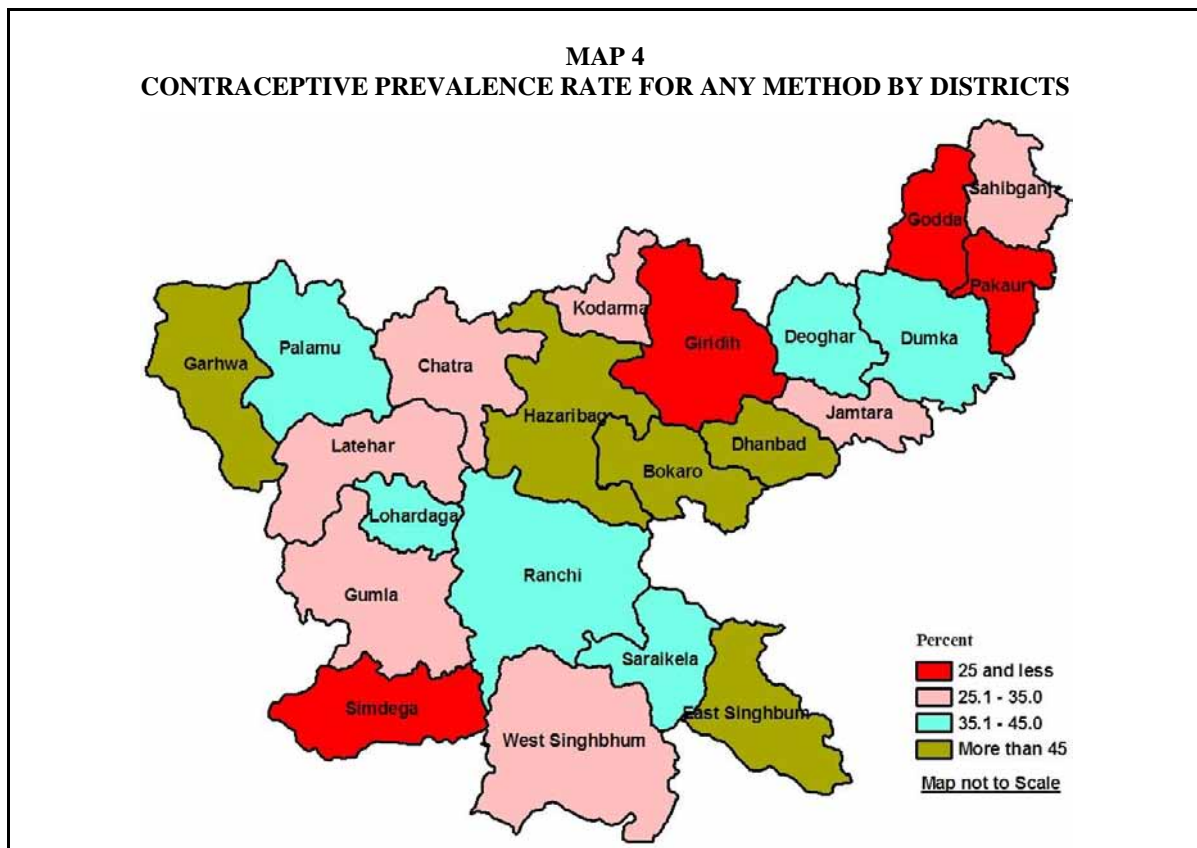 MAP 4
CONTRACEPTIVE PREVALENCE RATE FOR ANY METHOD BY DISTRICTS
Sahibganj
Godda
Pakaur
Kodarma
Giridih
Deoghar
Dumka
Garhwa
Palamu
Chatra
Hazaribag
Jamtara
Latehar
Dhanbad
Bokaro
Lohardaga
Ranchi
Gumla
Saraikela
Simdega
East Singhbum
West Singhbhum
Percent
25 and less
25.1 - 35.0
35.1 - 45.0
More than 45
Map not to Scale